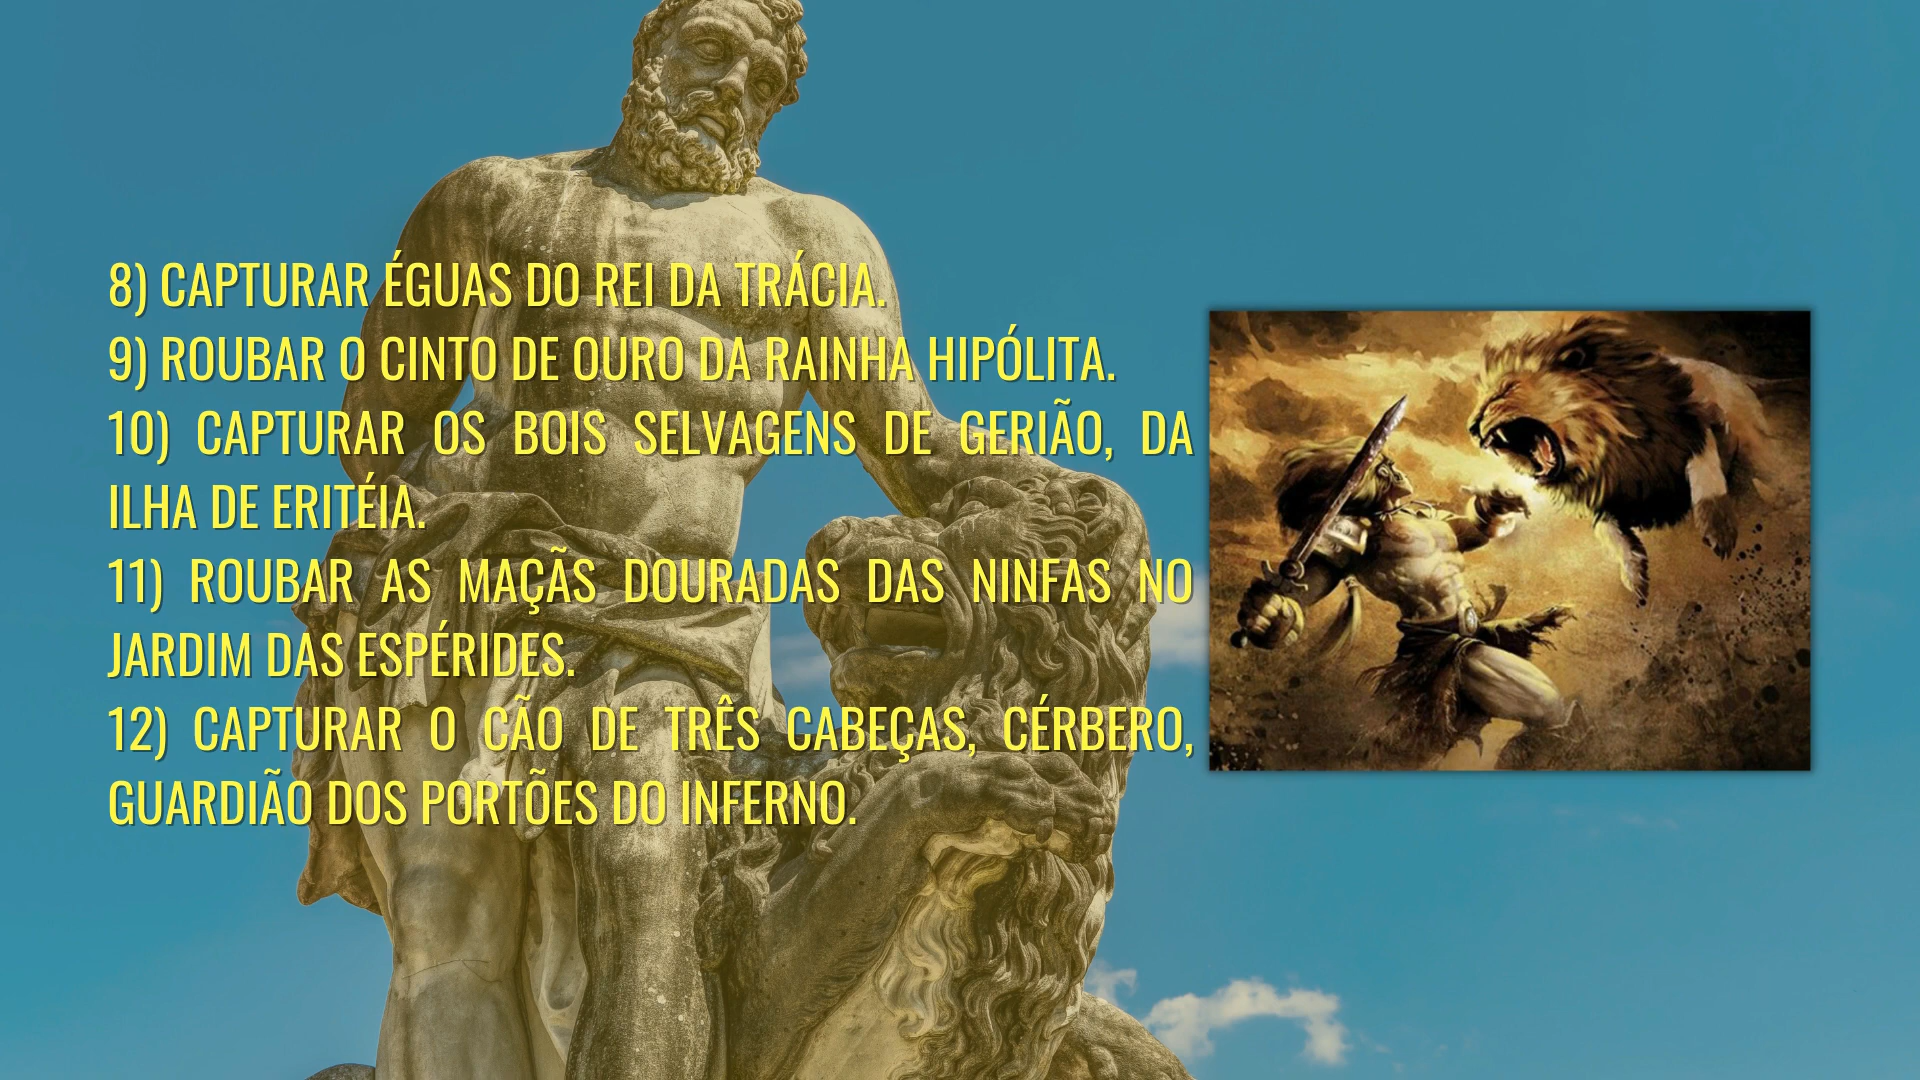 8) CAPTURAR ÉGUAS DO REI DA TRÁCIA.
9) ROUBAR O CINTO DE OURO DA RAINHA HIPÓLITA.
10) CAPTURAR OS BOIS SELVAGENS DE GERIÃO, DA
ILHA DE ERITÉIA.
11) ROUBAR AS MAÇÃS DOURADAS DAS NINFAS NO
JARDIM DAS ESPÉRIDES.
12) CAPTURAR O CÃO DE TRÊS CABEÇAS, CÉRBERO,
GUARDIÃO DOS PORTÕES DO INFERNO.